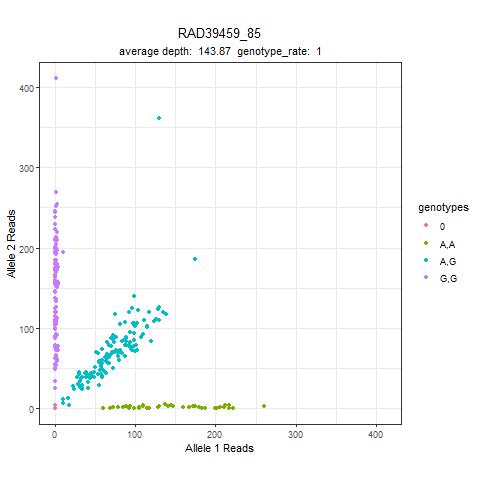 RAD39459_85
average depth: 143.87 genotype_rate: 1
Allele 2 Reads
400
300
200
100
0
0 100 200 300 400
Allele 1 Reads
genotypes
0
A,A
A,G
G,G